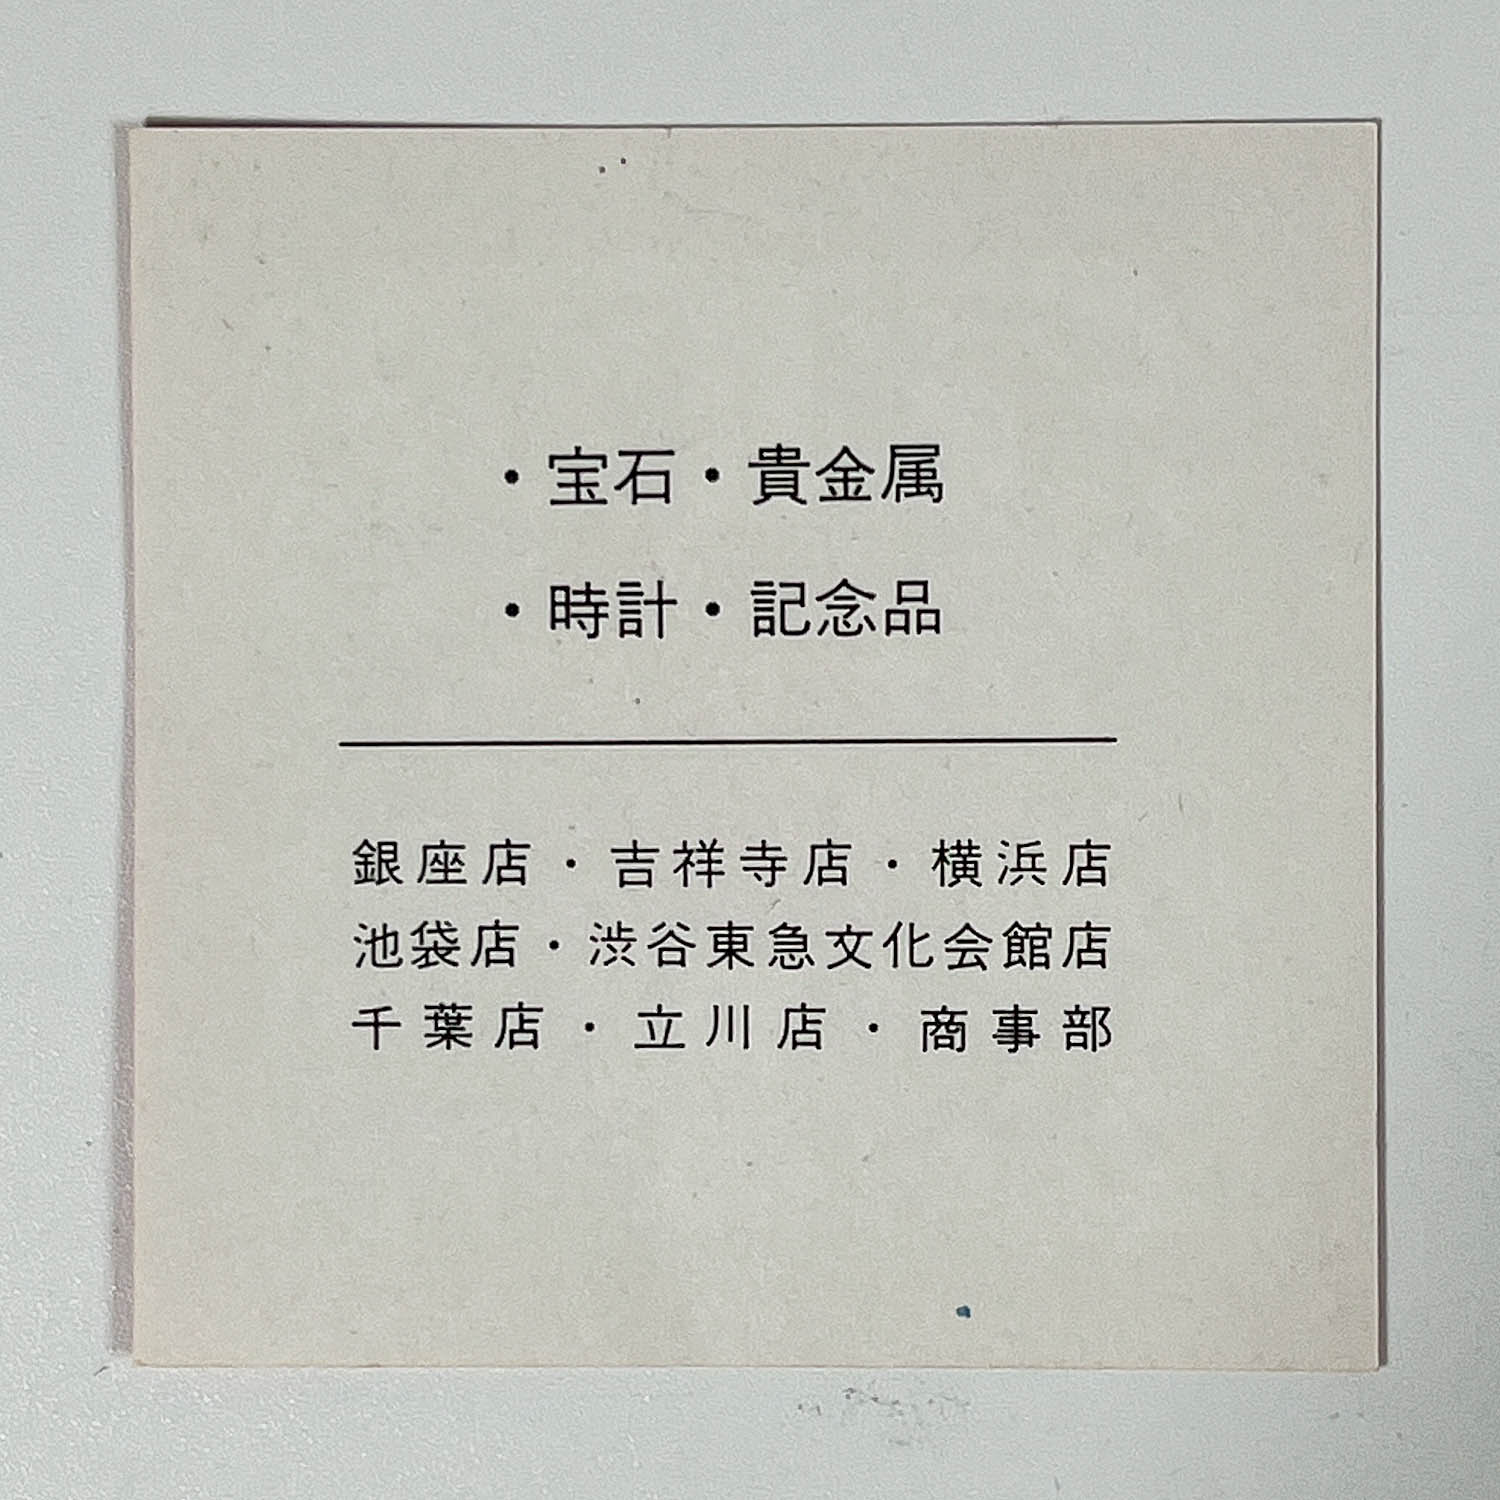 ・宝石・貴金属
・時計・記念品
銀座店・吉祥寺店・横浜店
池袋店・渋谷東急文化会館店
千葉店・立川店・商事部